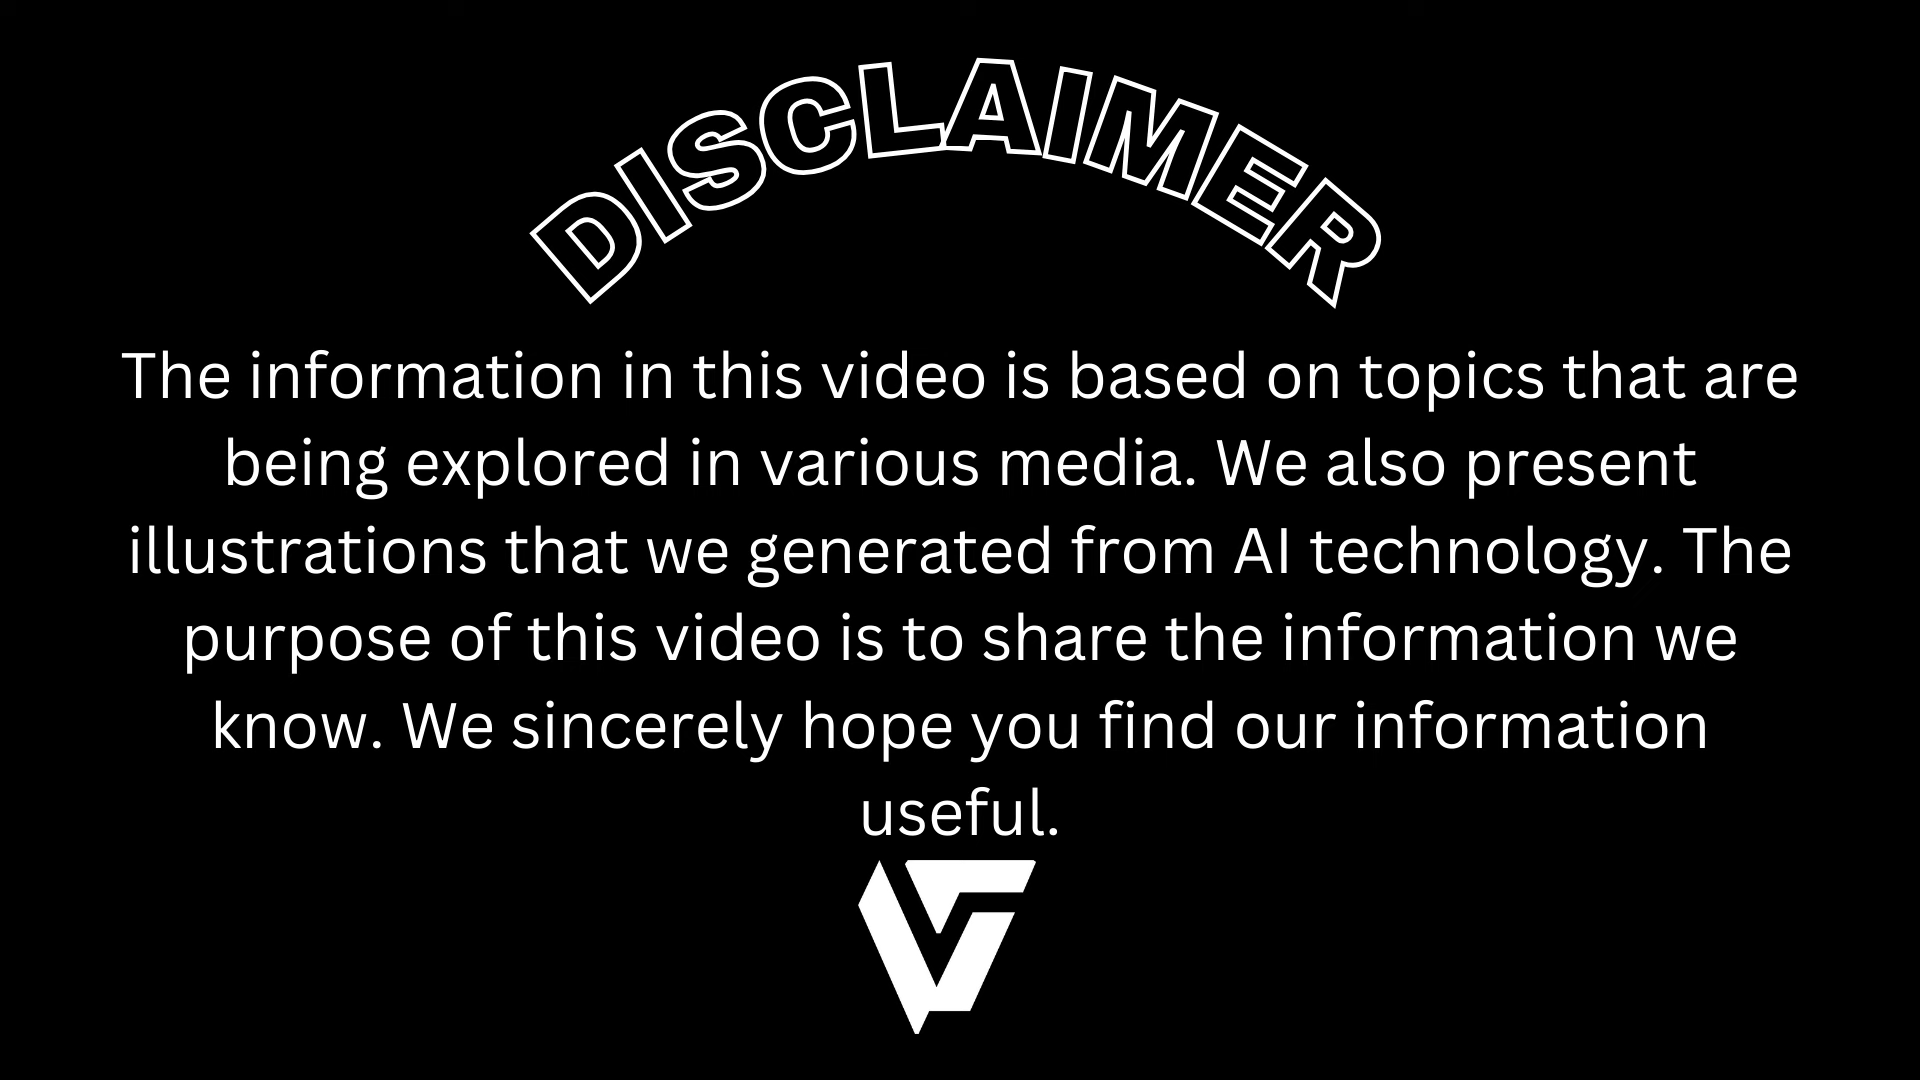 DISCLAIMER
The information in this video is based on topics that are
being explored in various media. We also present
illustrations that we generated from AI technology. The
purpose of this video is to share the information we
know. We sincerely hope you find our information
useful.